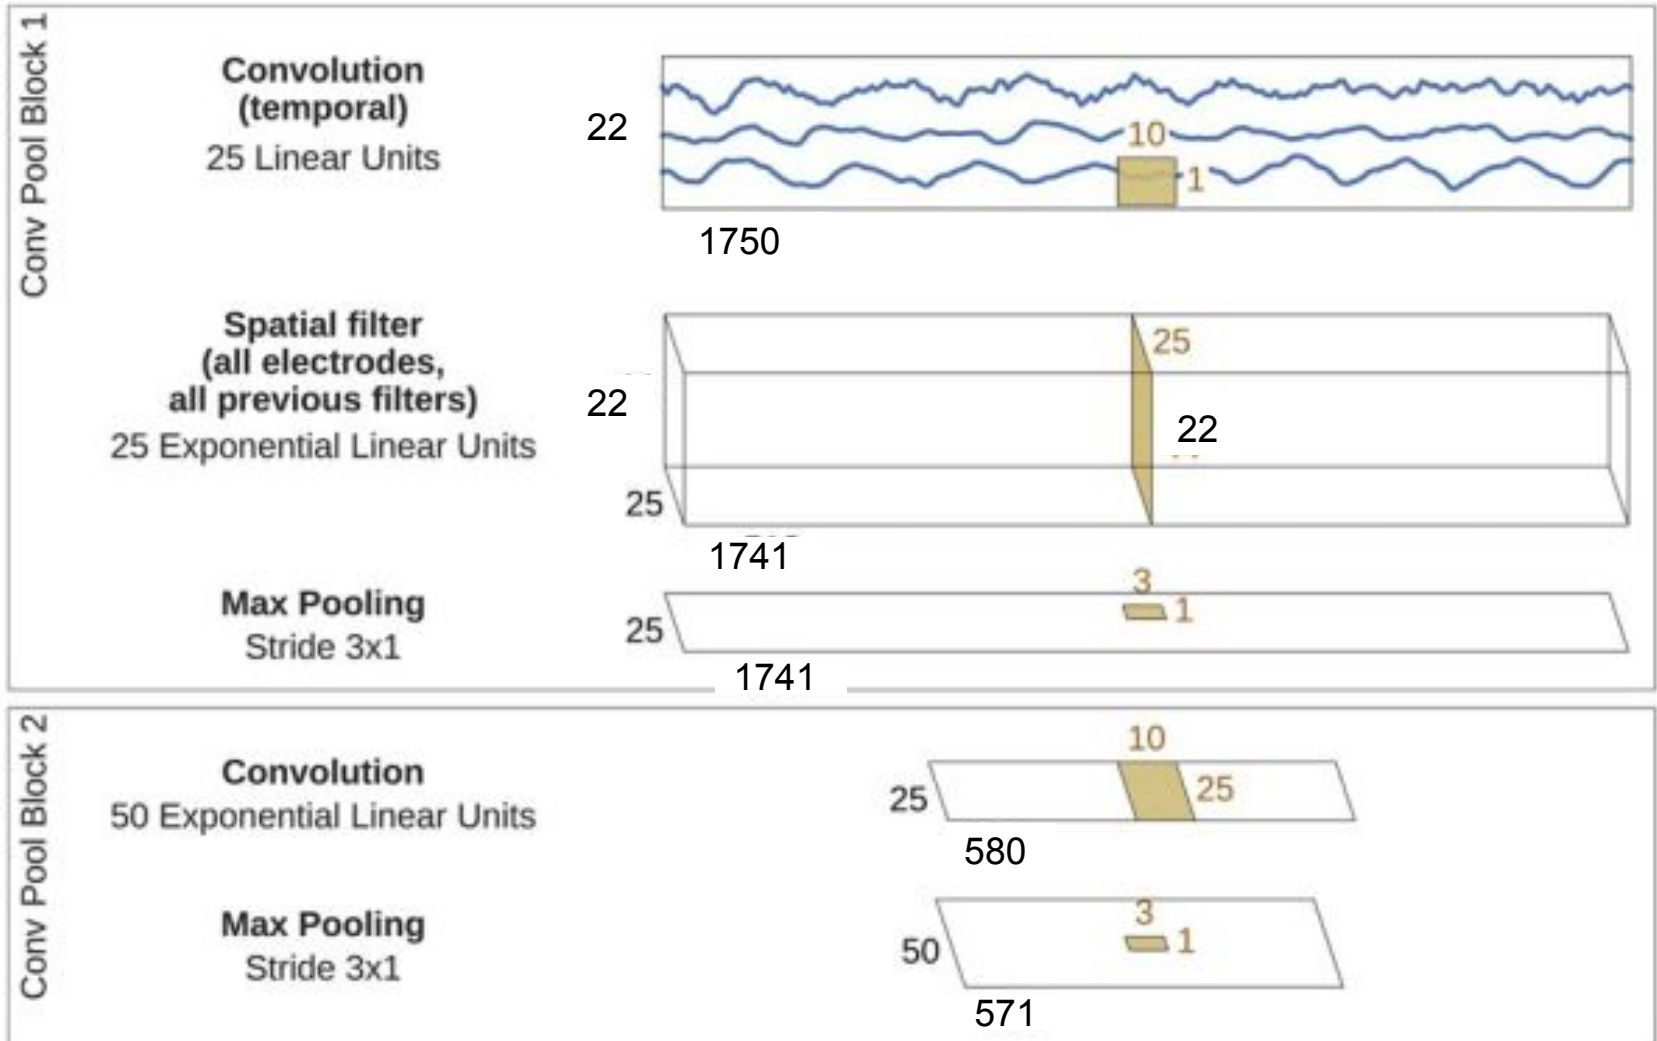 Conv Pool Block 1
Convolution
(temporal)
25 Linear Units
22
10
1
1750
Spatial filter
(all electrodes,
all previous filters)
25 Exponential Linear Units
22
25
22
25
1741
Max Pooling
Stride 3x1
25
3
1
1741
Conv Pool Block 2
Convolution
50 Exponential Linear Units
10
25
25
580
Max Pooling
Stride 3x1
3
1
50
571